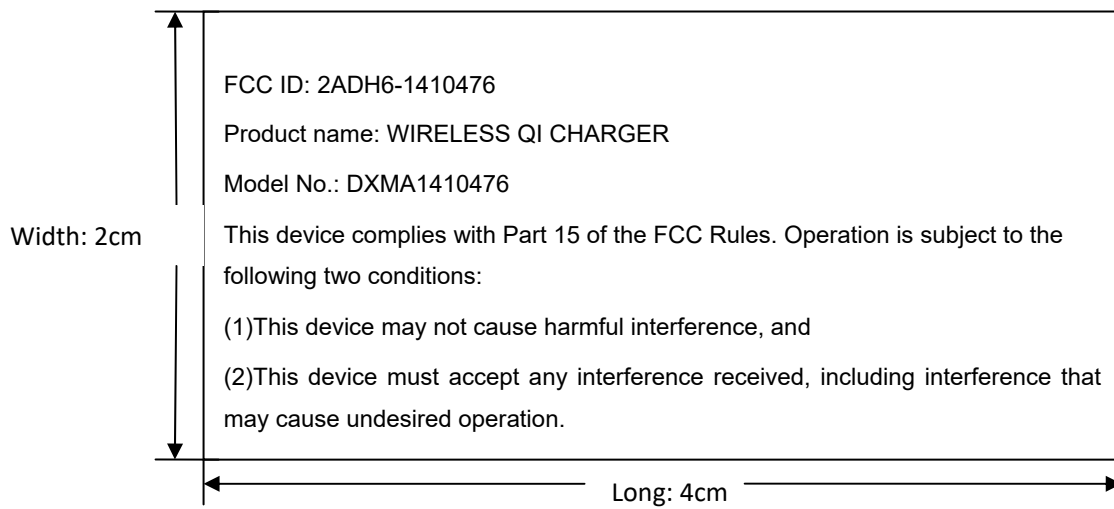 FCC ID: 2ADH6-1410476
Product name: WIRELESS QI CHARGER
Model No.: DXMA1410476
Width: 2cm
This device complies with Part 15 of the FCC Rules. Operation is subject to the
following two conditions:
(1)This device may not cause harmful interference, and
(2)This device must accept any interference received, including interference that
may cause undesired operation.
Long: 4cm